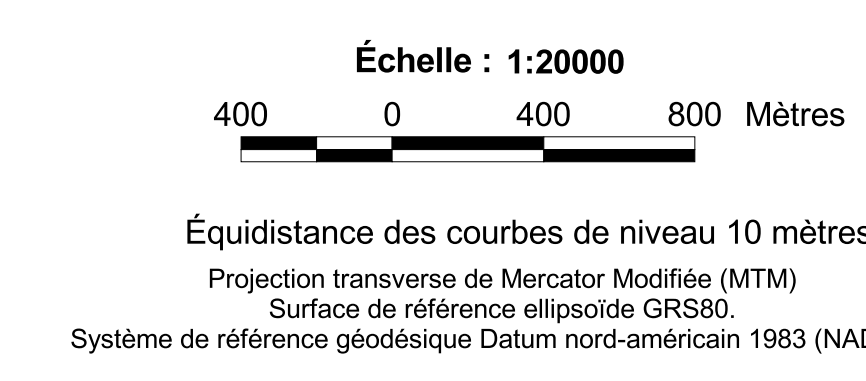 Échelle : 1:20000
400 0 400 800 Mètres
Équidistance des courbes de niveau 10 mètres
Projection transverse de Mercator Modifiée (MTM)
Surface de référence ellipsoïde GRS80.
Système de référence géodésique Datum nord-américain 1983 (NAD